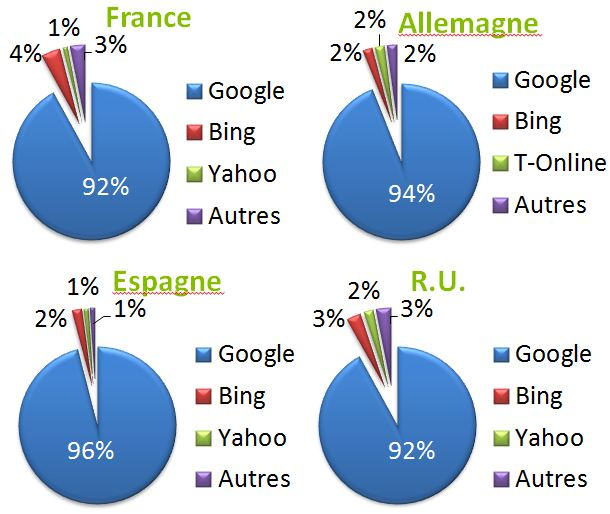 France
1%
4%
3%
92%
Google
Bing
Yahoo
Autres
Allemagne
2%
2%
2%
94%
Google
Bing
T-Online
Autres
Espagne
1%
2%
1%
96%
Google
Bing
Yahoo
Autres
R.U.
2%
3%
3%
92%
Google
Bing
Yahoo
Autres